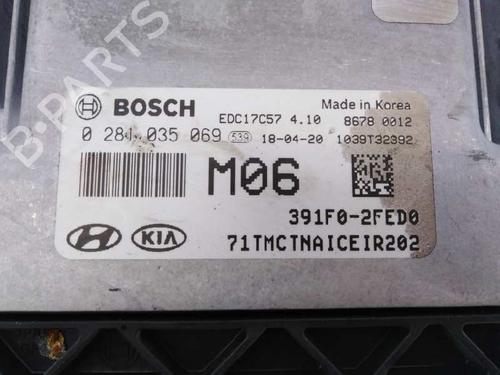 B-PARTS
BOSCH
EDC17C57 4.10
Made in Korea
8678 0012
0 281 035 069 539 18-04-20 1039T32392
M06
391F0-2FED0
KIA
71TMCTNAICEIR202